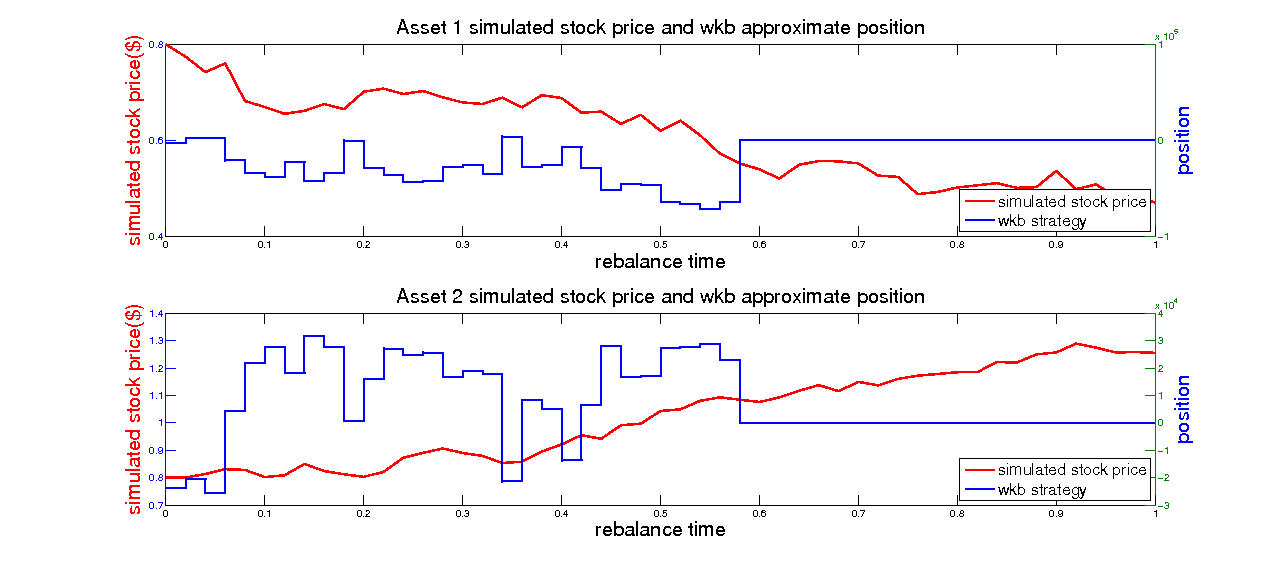 Asset 1 simulated stock price and wkb approximate position
x 10^5
simulated stock price($)
0.8
0.6
0.4
1
0
-1
position
simulated stock price
wkb strategy
0 0.1 0.2 0.3 0.4 0.5 0.6 0.7 0.8 0.9 1
rebalance time
Asset 2 simulated stock price and wkb approximate position
x 10^4
simulated stock price($)
1.4
1.3
1.2
1.1
1
0.9
0.8
0.7
4
3
2
1
0
-1
-2
-3
position
simulated stock price
wkb strategy
0 0.1 0.2 0.3 0.4 0.5 0.6 0.7 0.8 0.9 1
rebalance time